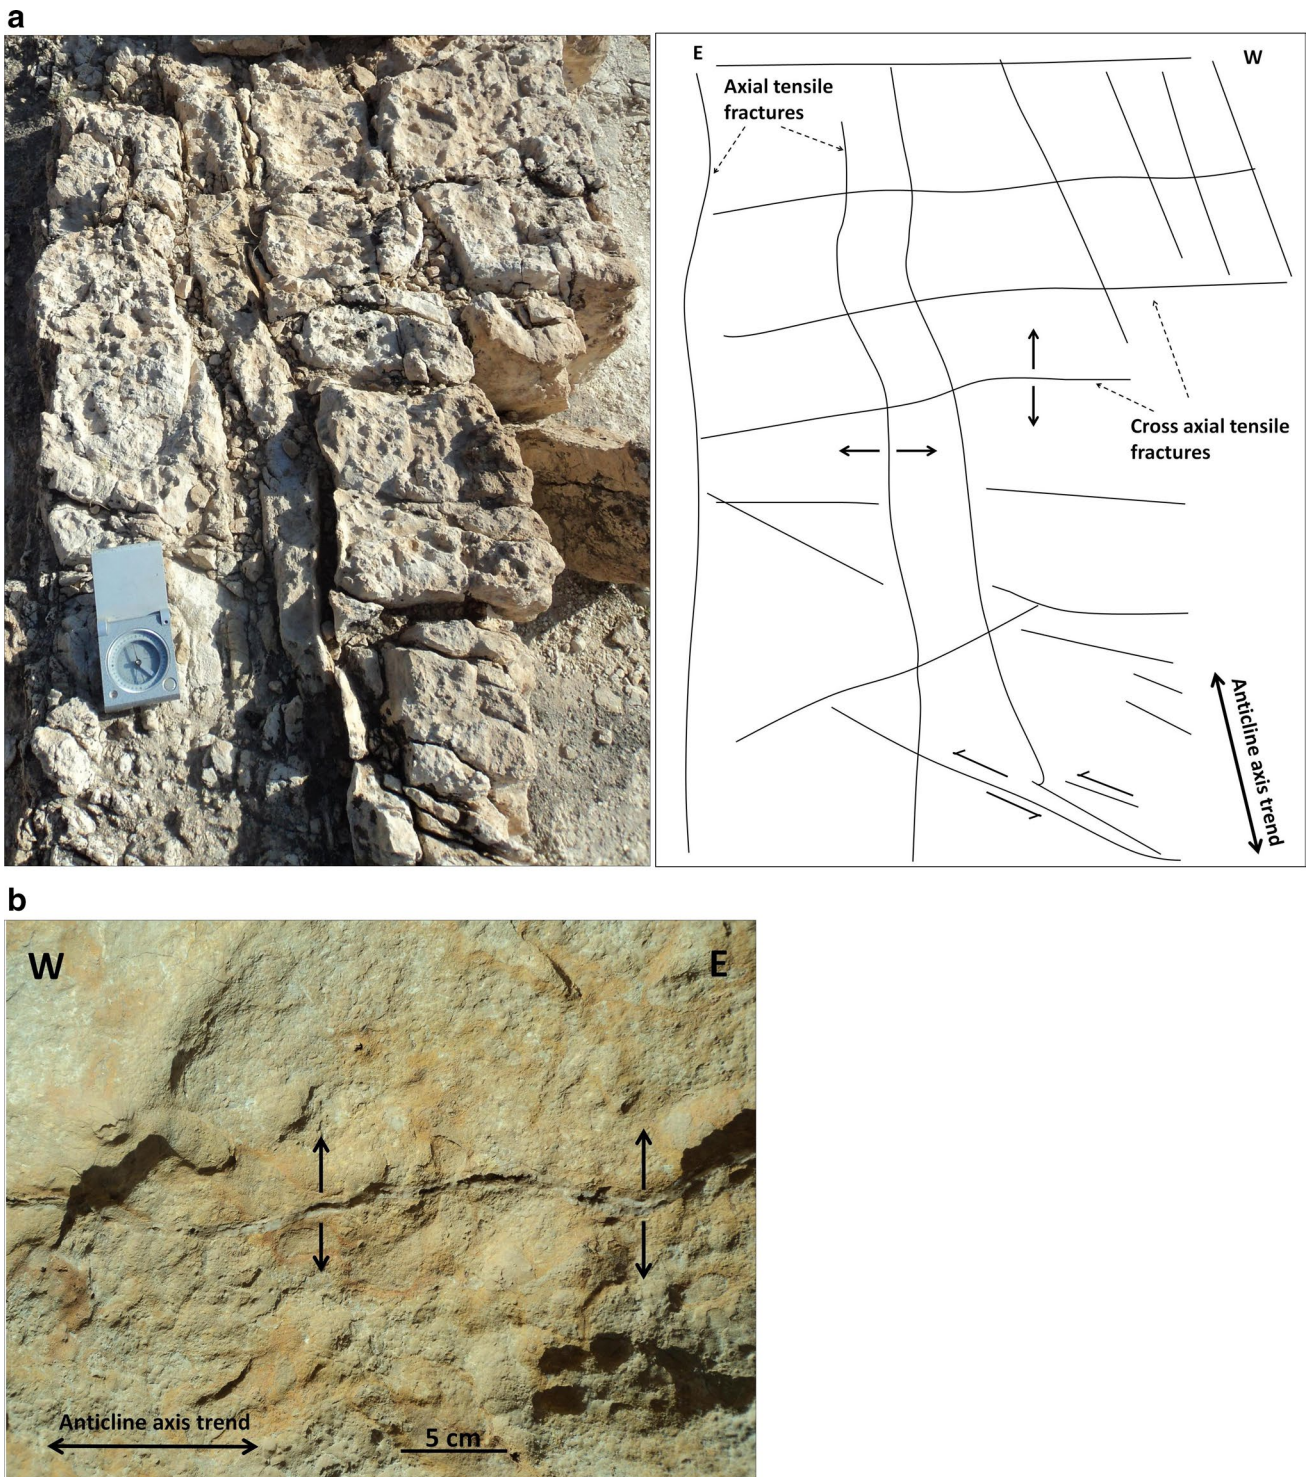 a
E
W
Axial tensile
fractures
Cross axial tensile
fractures
Anticline axis trend
b
W
E
Anticline axis trend
5 cm